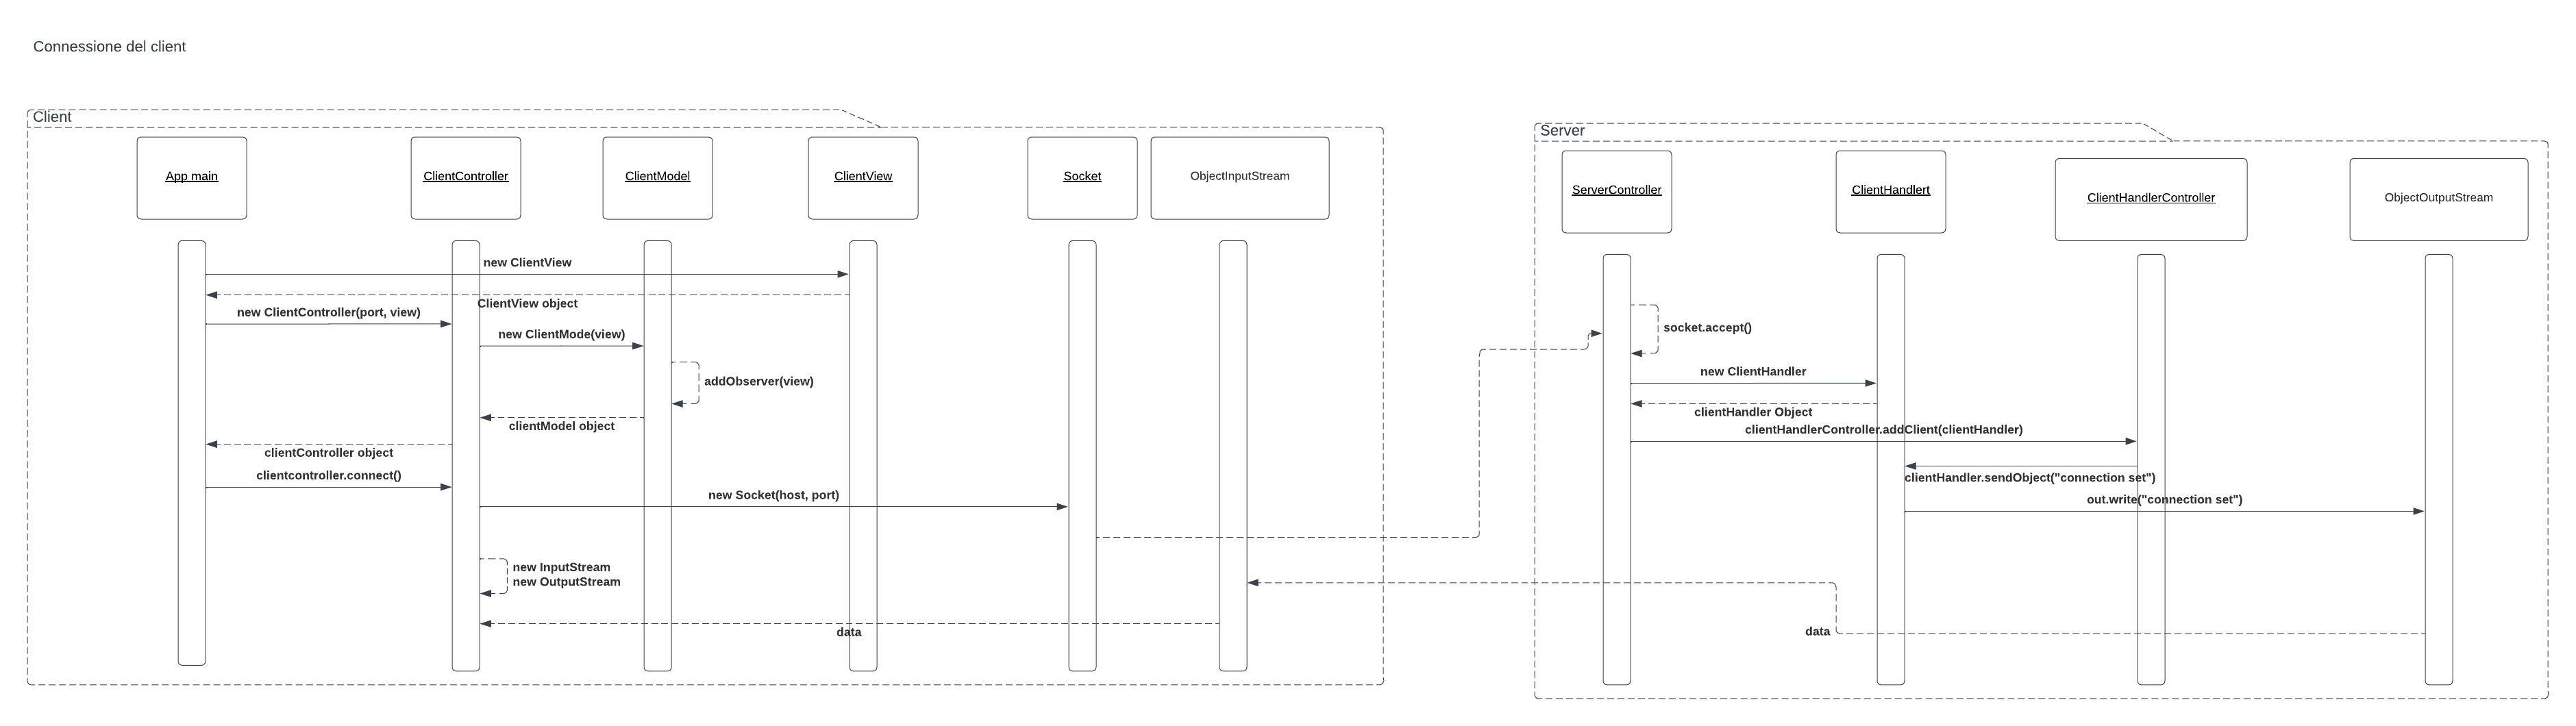 Connessione del client
Client
App main
ClientController
ClientModel
ClientView
Socket
ObjectInputStream
new ClientView
ClientView object
new ClientController(port, view)
new ClientMode(view)
addObserver(view)
clientModel object
clientController object
clientcontroller.connect()
new Socket(host, port)
new InputStream
new OutputStream
data
Server
ServerController
ClientHandlert
ClientHandlerController
ObjectOutputStream
socket.accept()
new ClientHandler
clientHandler Object
clientHandlerController.addClient(clientHandler)
clientHandler.sendObject("connection set")
out.write("connection set")
data